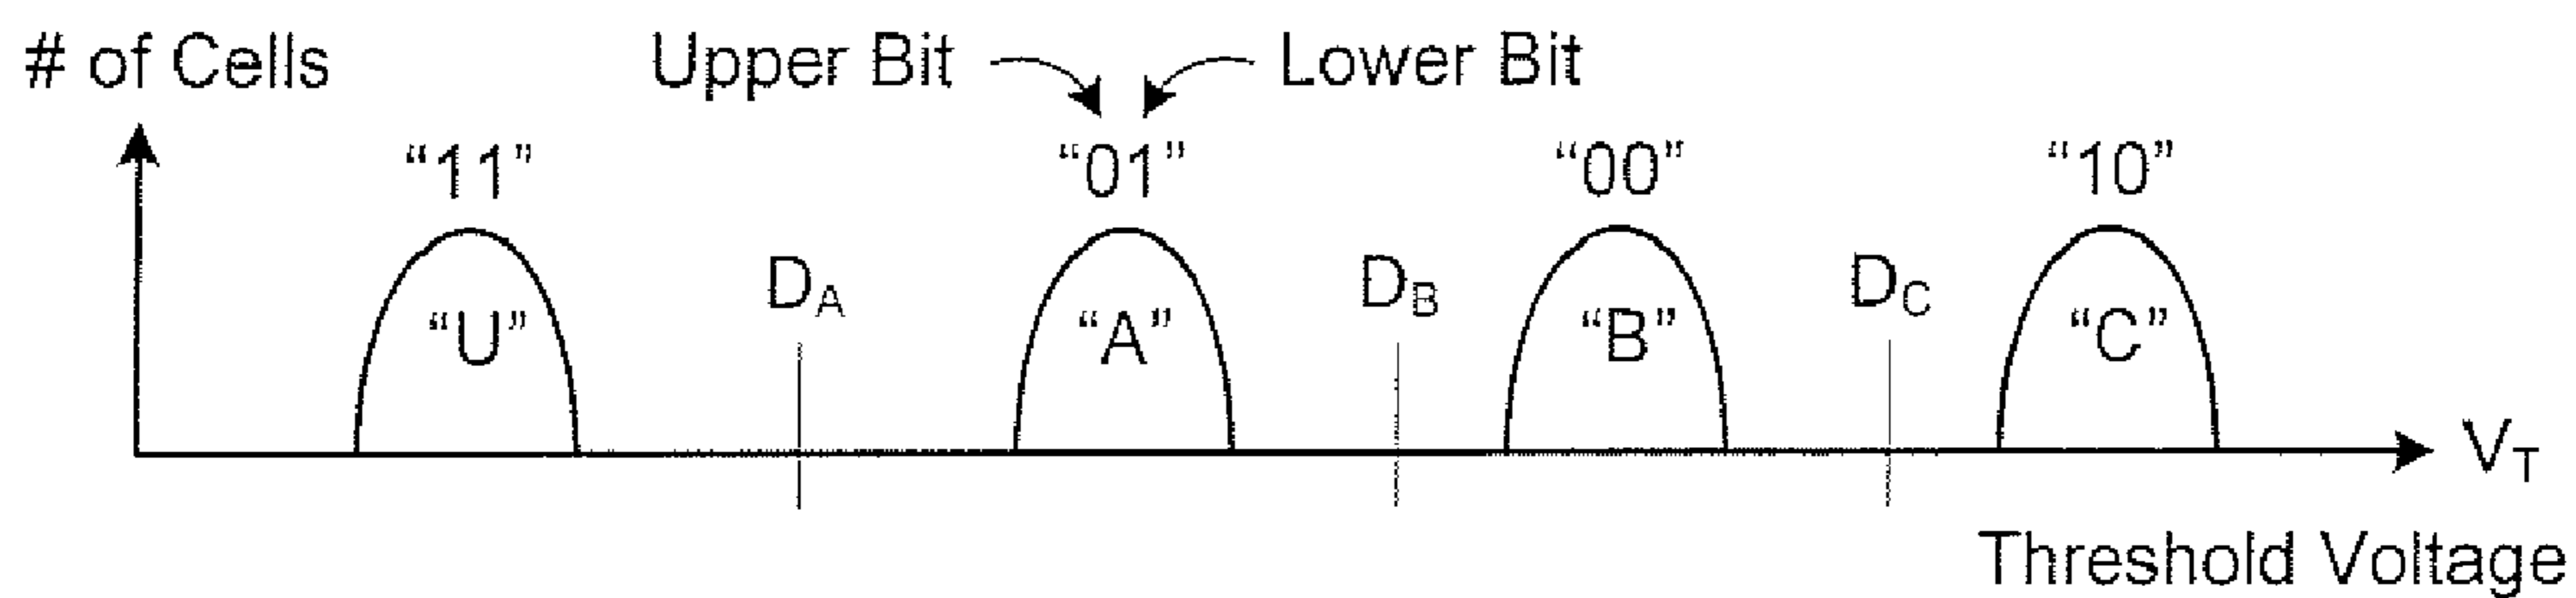 # of Cells
Upper Bit
Lower Bit
“11”
“01”
“00”
“10”
D_A
D_B
D_C
“U”
“A”
“B”
“C”
V_T
Threshold Voltage